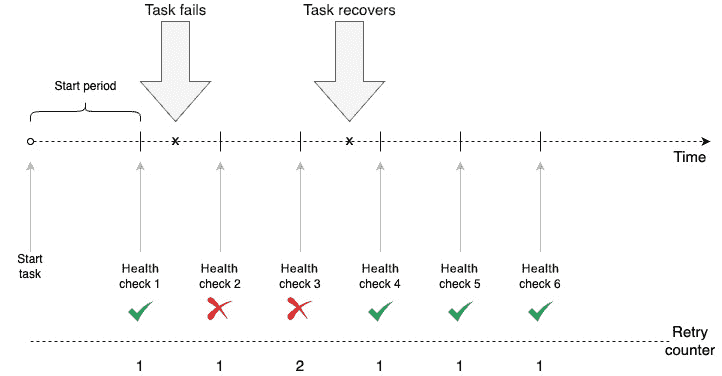 Task fails
Task recovers
Start period
x
x
Time
Start
task
Health
check 1
Health
check 2
Health
check 3
Health
check 4
Health
check 5
Health
check 6
Retry
counter
1
1
2
1
1
1